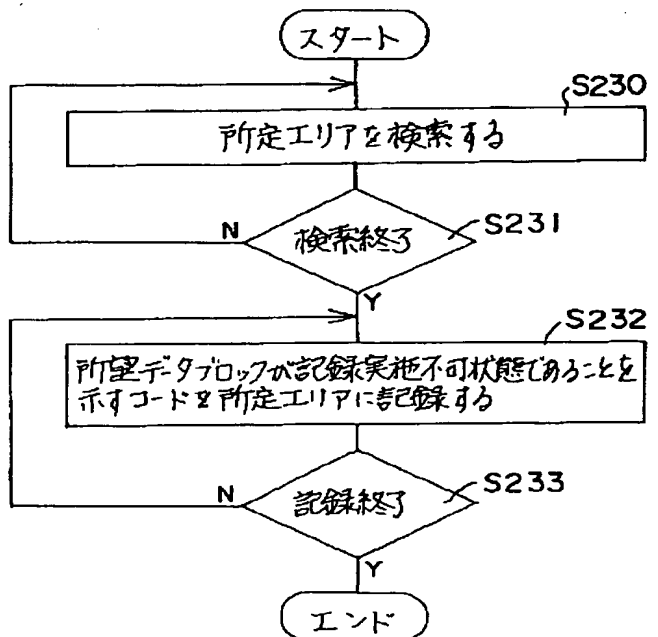 スタート
S230
所定エリアを検索する
N
検索終了
S231
Y
S232
所望データブロックが記録実施不可状態であることを
示すコードを所定エリアに記録する
N
記録終了
S233
Y
エンド